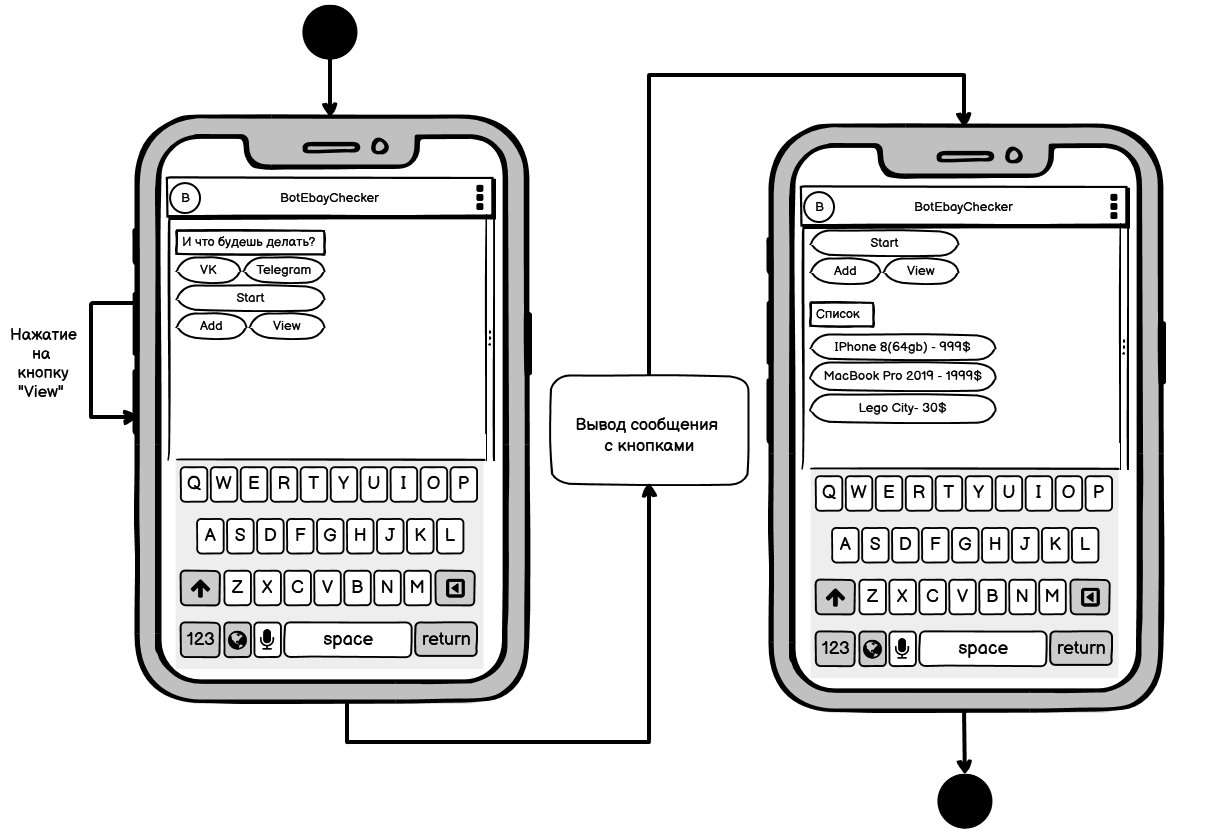 B
BotEbayChecker
И что будешь делать?
VK Telegram
Start
Add View
Нажатие
на
кнопку
"View"
Q W E R T Y U I O P
A S D F G H J K L
Z X C V B N M
123 space return
Вывод сообщения
с кнопками
B
BotEbayChecker
Start
Add View
Список
IPhone 8(64gb) - 999$
MacBook Pro 2019 - 1999$
Lego City- 30$
Q W E R T Y U I O P
A S D F G H J K L
Z X C V B N M
123 space return